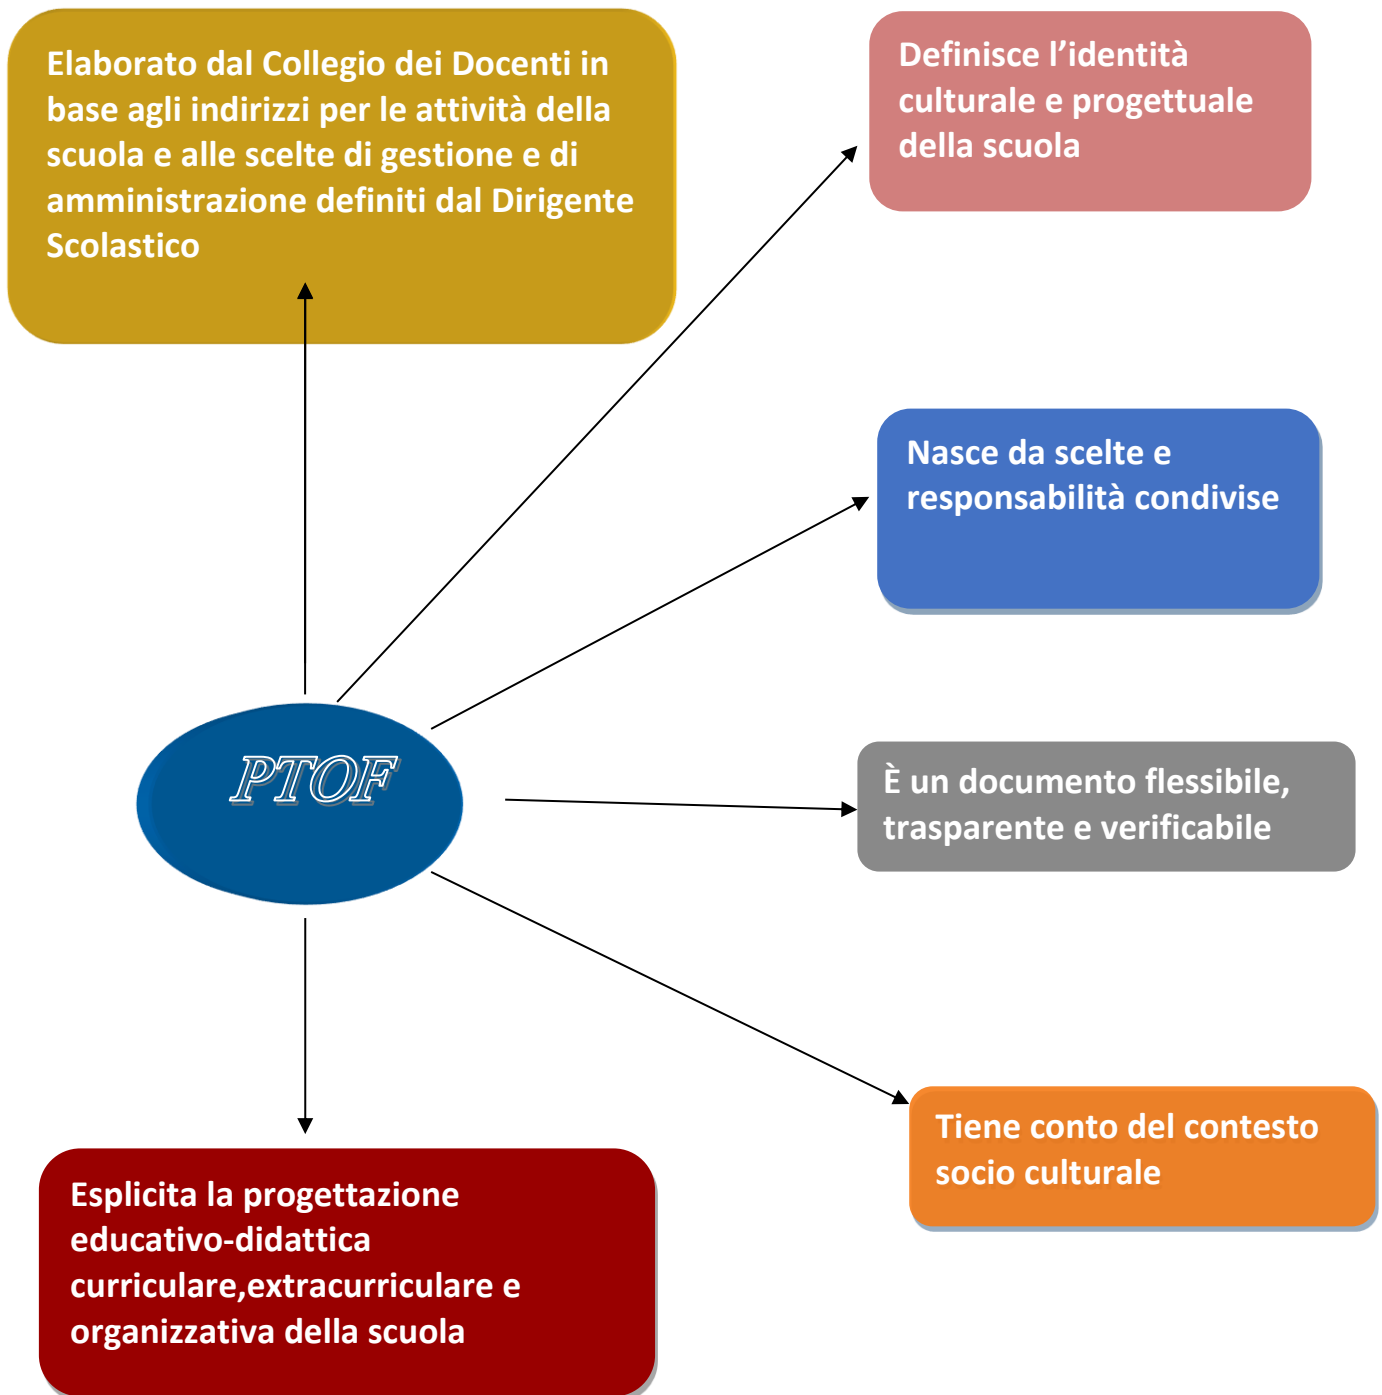 Elaborato dal Collegio dei Docenti in
base agli indirizzi per le attività della
scuola e alle scelte di gestione e di
amministrazione definiti dal Dirigente
Scolastico
Definisce l’identità
culturale e progettuale
della scuola
Nasce da scelte e
responsabilità condivise
PTOF
È un documento flessibile,
trasparente e verificabile
Tiene conto del contesto
socio culturale
Esplicita la progettazione
educativo-didattica
curriculare,extracurriculare e
organizzativa della scuola